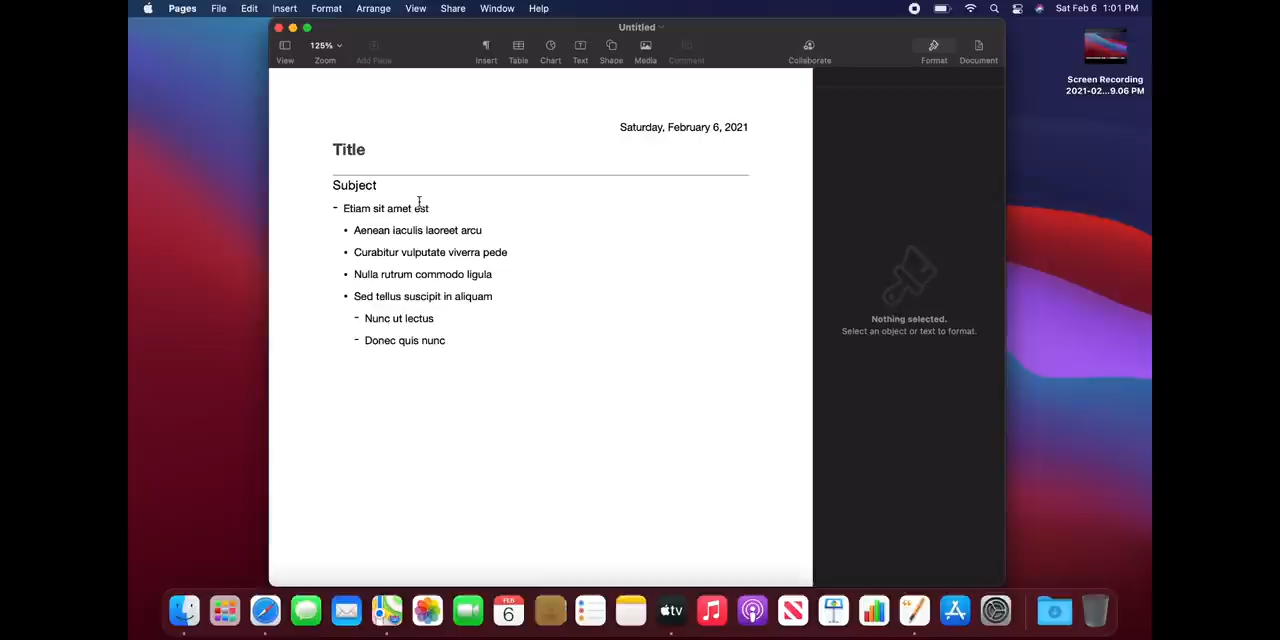 Pages File Edit Insert Format Arrange View Share Window Help Sat Feb 6 1:01 PM
Untitled
125%
View Zoom Add Page Insert Table Chart Text Shape Media Comment Collaborate Format Document
Screen Recording
2021-02...9.06 PM
Saturday, February 6, 2021
Title
Subject
- Etiam sit amet est
• Aenean iaculis laoreet arcu
• Curabitur vulputate viverra pede
• Nulla rutrum commodo ligula
• Sed tellus suscipit in aliquam
- Nunc ut lectus
- Donec quis nunc
Nothing selected.
Select an object or text to format.
FEB
6
tv